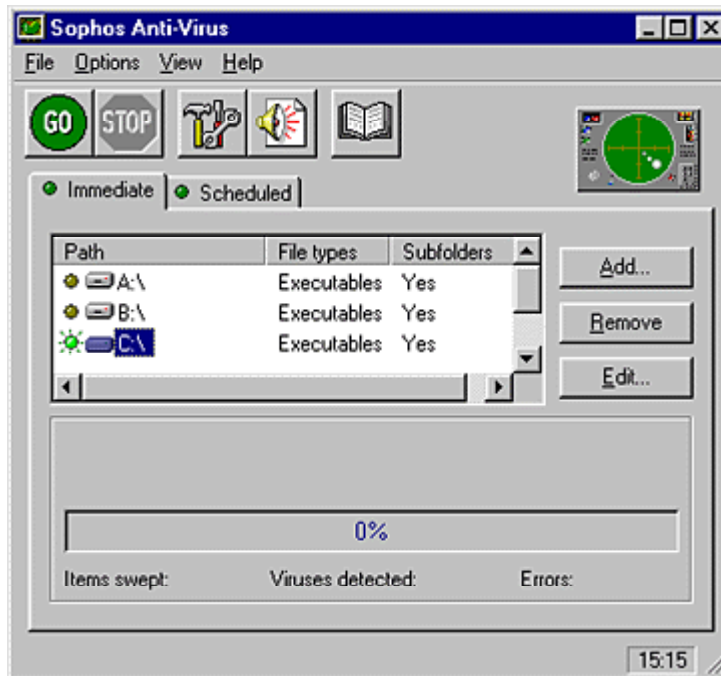 Sophos Anti-Virus
File Options View Help
GO STOP
Immediate Scheduled
Path File types Subfolders
A:\ Executables Yes
B:\ Executables Yes
C:\ Executables Yes
Add...
Remove
Edit...
0%
Items swept: Viruses detected: Errors:
15:15